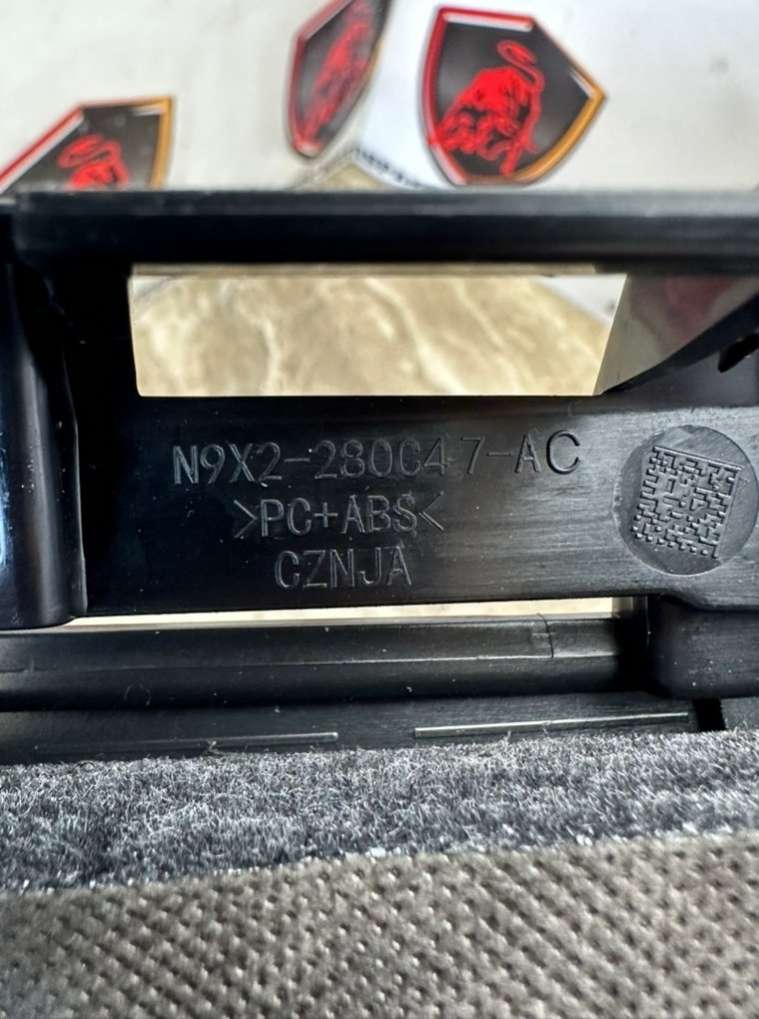 N9X2-280C47-AC
>PC+ABS<
CZNJA